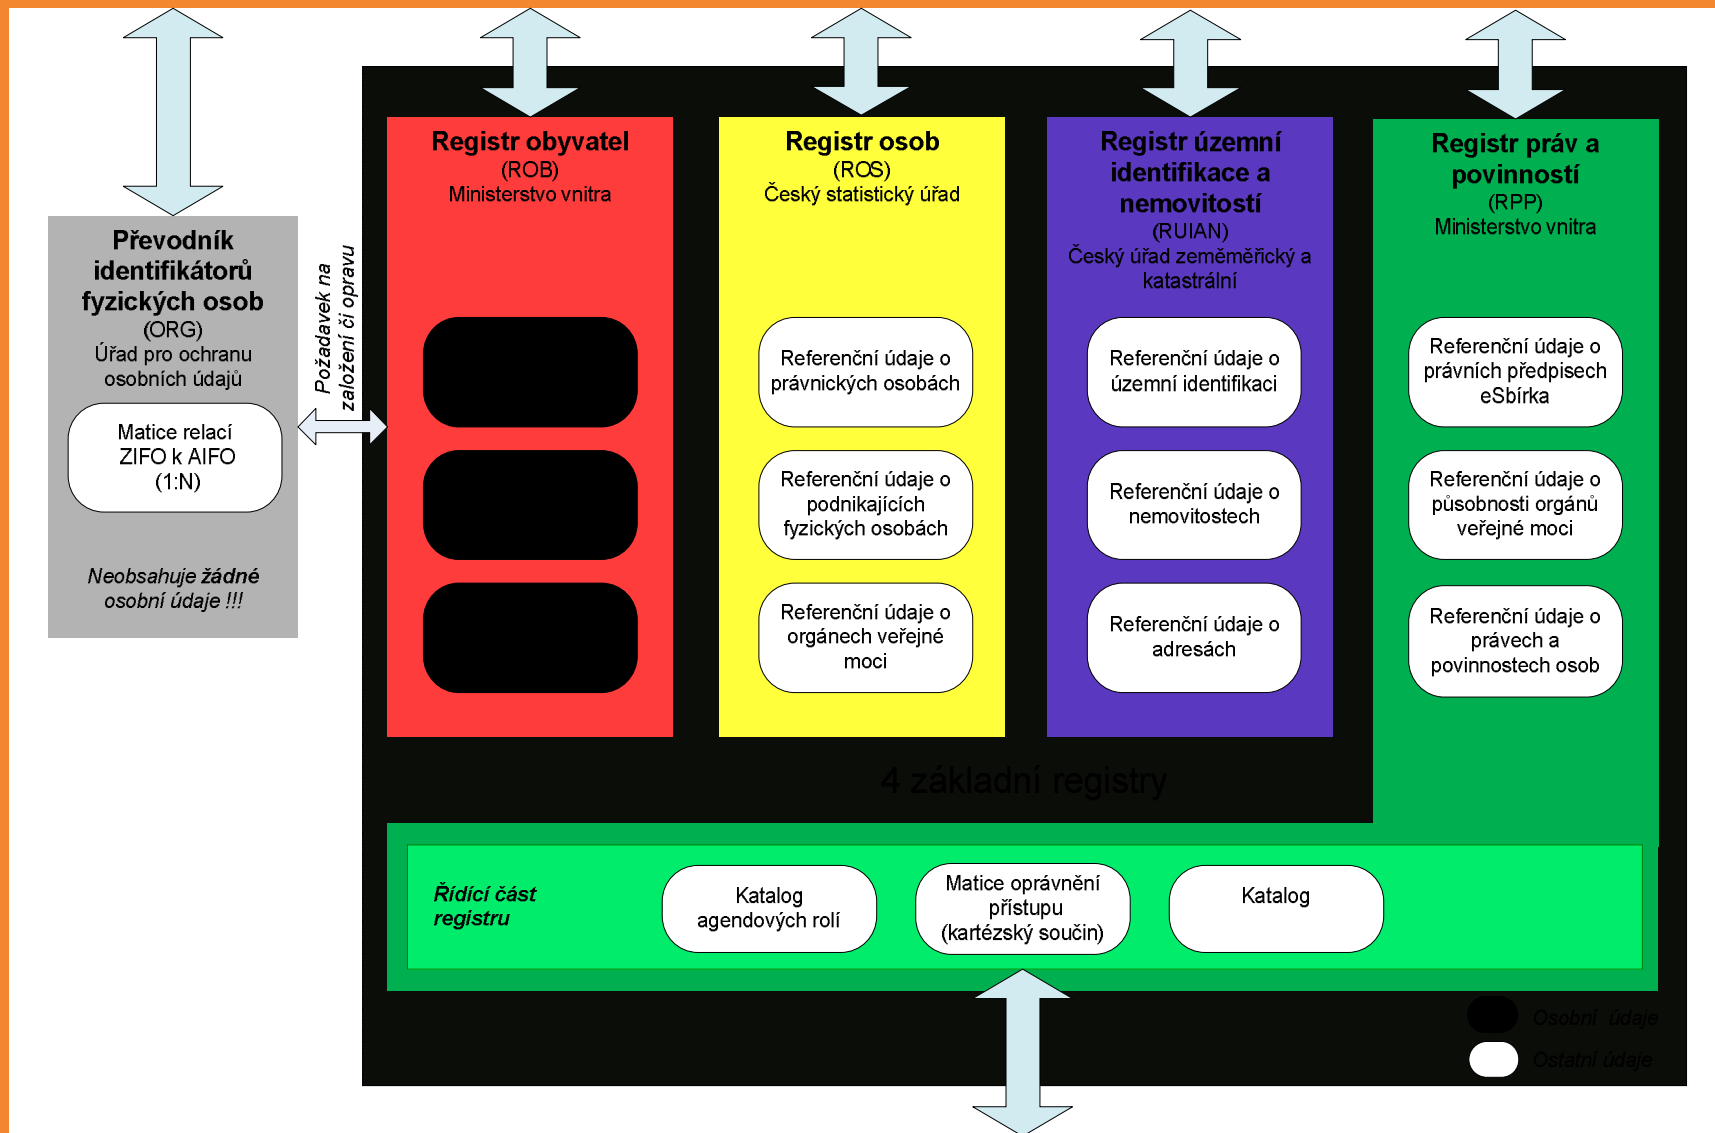 Převodník
identifikátorů
fyzických osob
(ORG)
Úřad pro ochranu
osobních údajů
Matice relací
ZIFO k AIFO
(1:N)
Neobsahuje žádné
osobní údaje !!!
Požadavek na
založení či opravu
Registr obyvatel
(ROB)
Ministerstvo vnitra
Registr osob
(ROS)
Český statistický úřad
Referenční údaje o
právnických osobách
Referenční údaje o
podnikajících
fyzických osobách
Referenční údaje o
orgánech veřejné
moci
Registr územní
identifikace a
nemovitostí
(RUIAN)
Český úřad zeměměřický a
katastrální
Referenční údaje o
územní identifikaci
Referenční údaje o
nemovitostech
Referenční údaje o
adresách
Registr práv a
povinností
(RPP)
Ministerstvo vnitra
Referenční údaje o
právních předpisech
eSbírka
Referenční údaje o
působnosti orgánů
veřejné moci
Referenční údaje o
právech a
povinnostech osob
4 základní registry
Řídící část
registru
Katalog
agendových rolí
Matice oprávnění
přístupu
(kartézský součin)
Katalog
Osobní údaje
Ostatní údaje